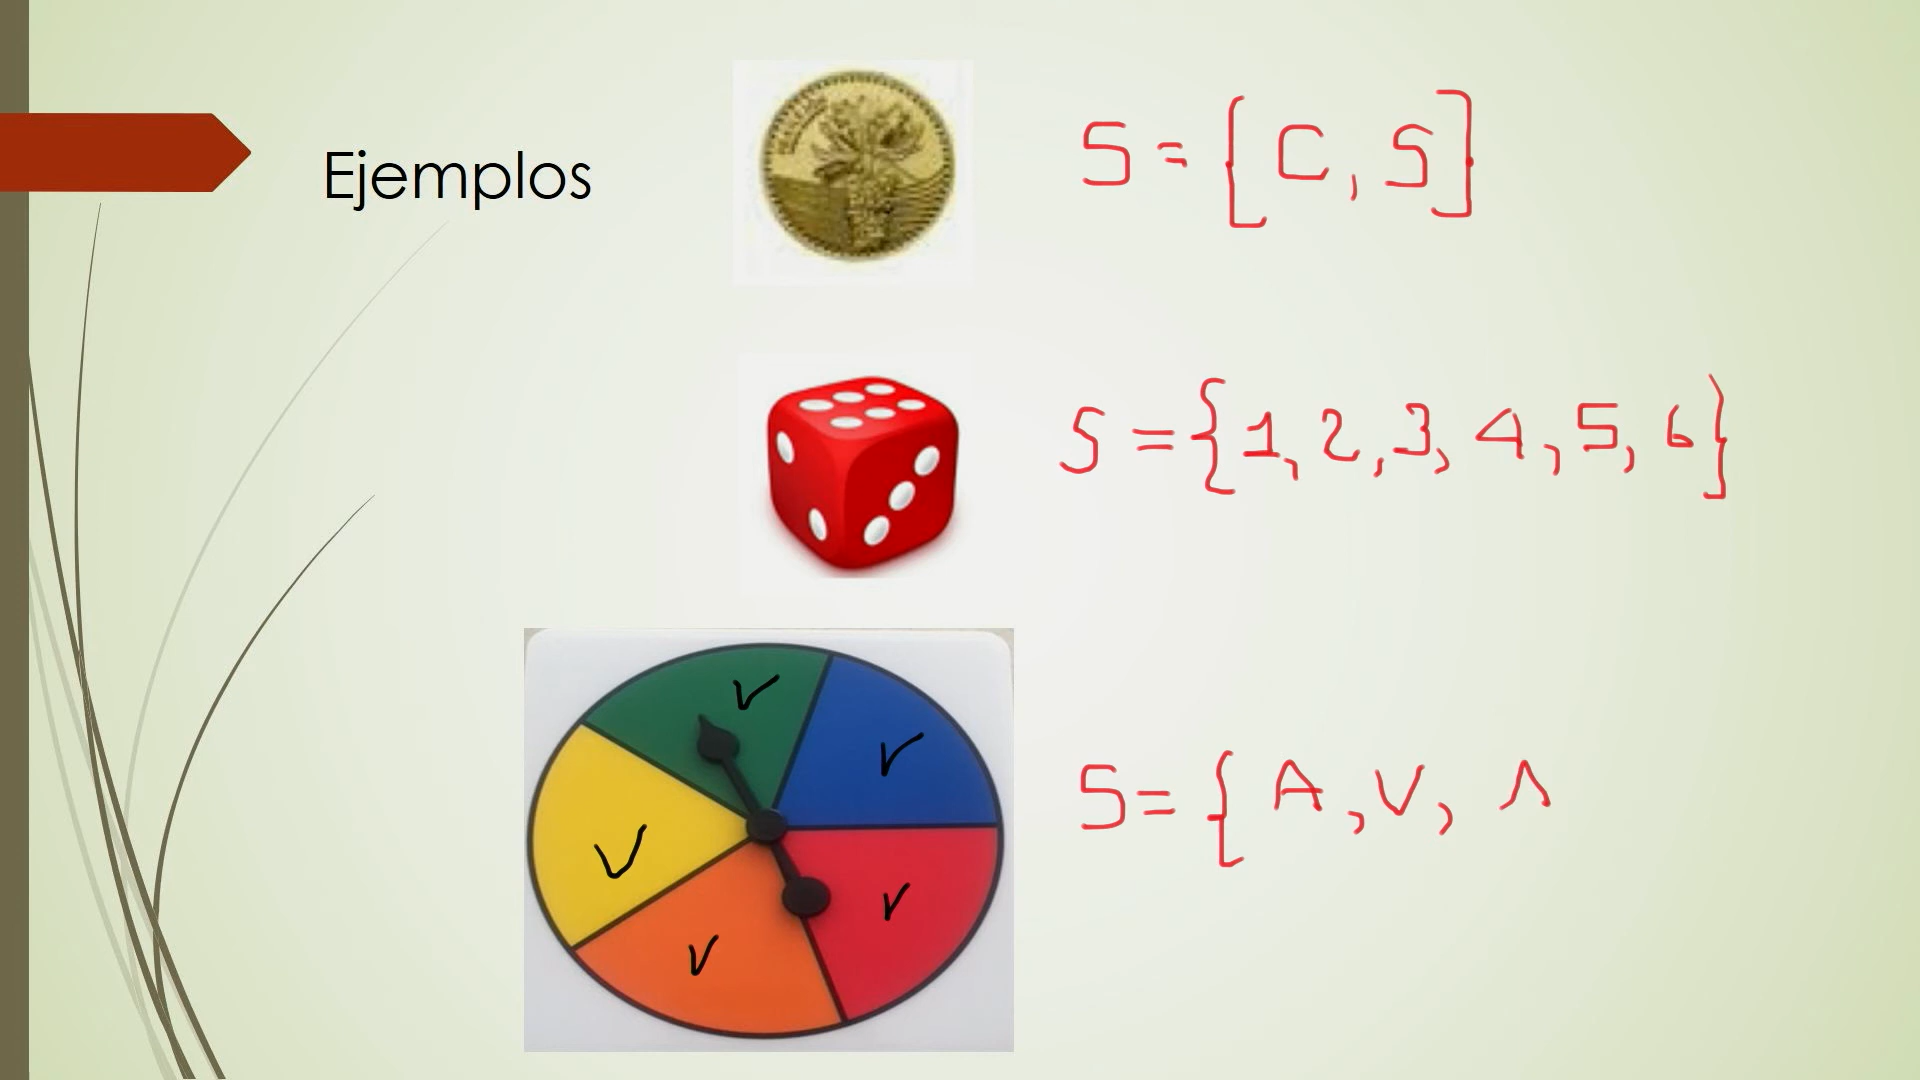 Ejemplos
S = {C, S}
S = {1, 2, 3, 4, 5, 6}
S = { A, V,